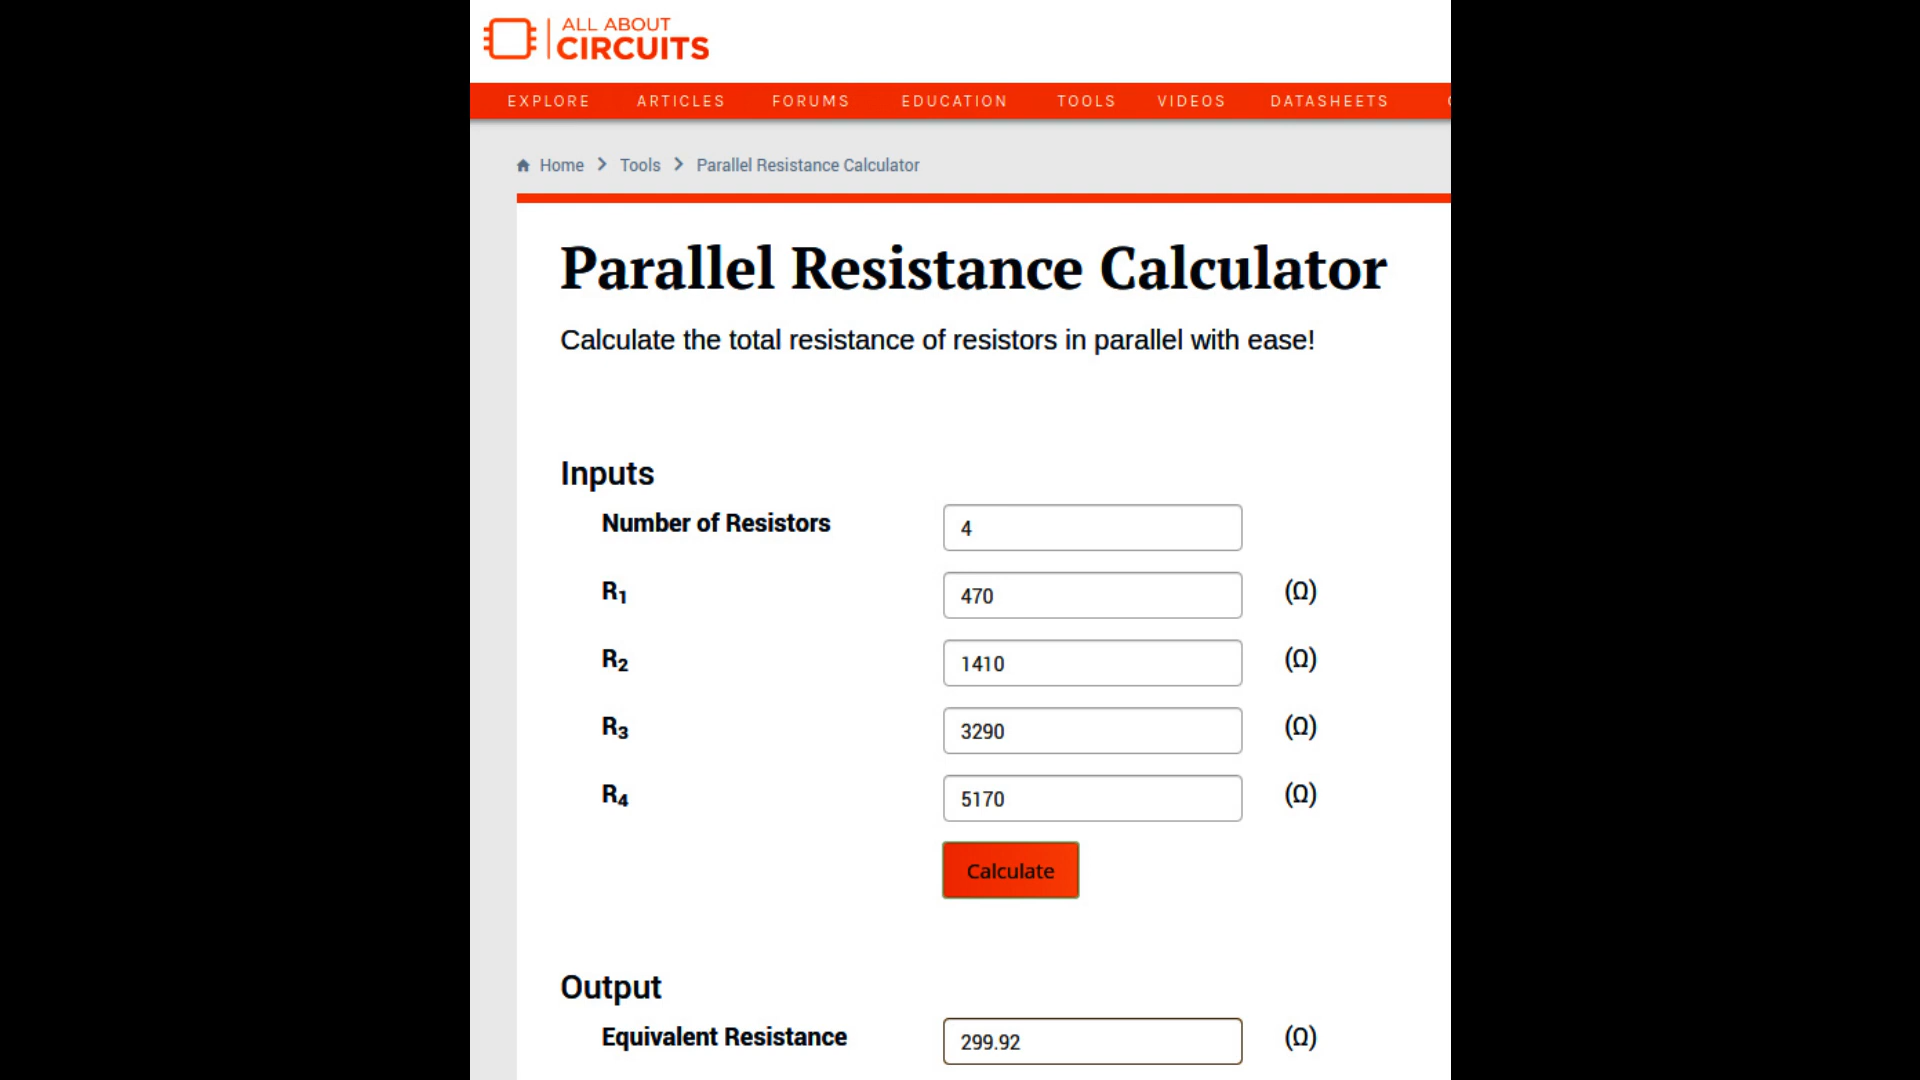 ALL ABOUT
CIRCUITS
EXPLORE ARTICLES FORUMS EDUCATION TOOLS VIDEOS DATASHEETS
Home > Tools > Parallel Resistance Calculator
Parallel Resistance Calculator
Calculate the total resistance of resistors in parallel with ease!
Inputs
Number of Resistors 4
R1 470 (Ω)
R2 1410 (Ω)
R3 3290 (Ω)
R4 5170 (Ω)
Calculate
Output
Equivalent Resistance 299.92 (Ω)